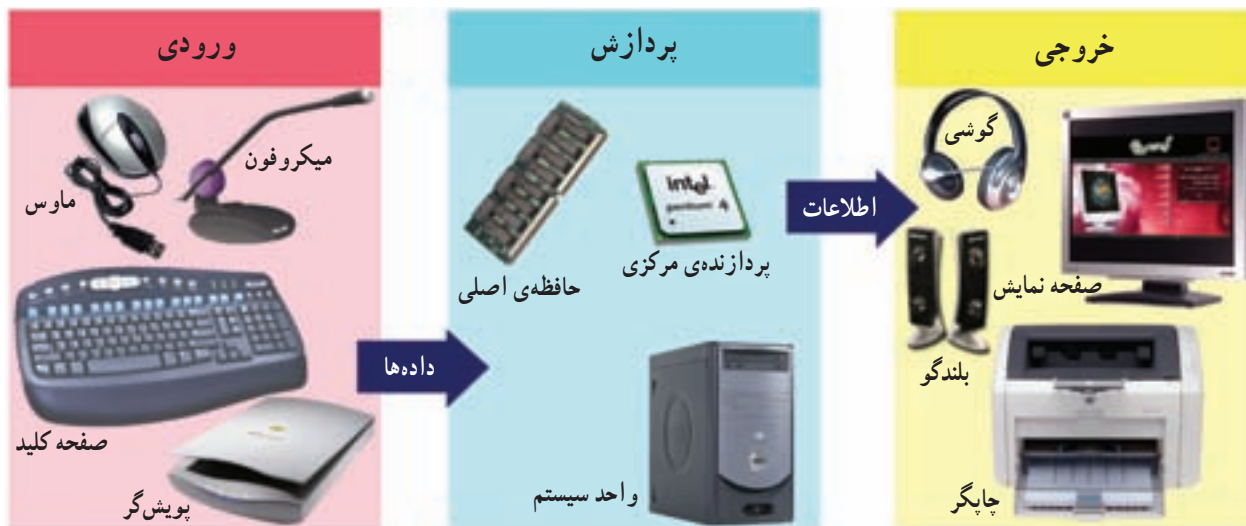 ورودی
میکروفون
ماوس
صفحه کلید
پویش‌گر
داده‌ها
پردازش
پردازنده‌ی مرکزی
حافظه‌ی اصلی
intel
pentium 4
واحد سیستم
اطلاعات
خروجی
گوشی
صفحه نمایش
بلندگو
چاپگر